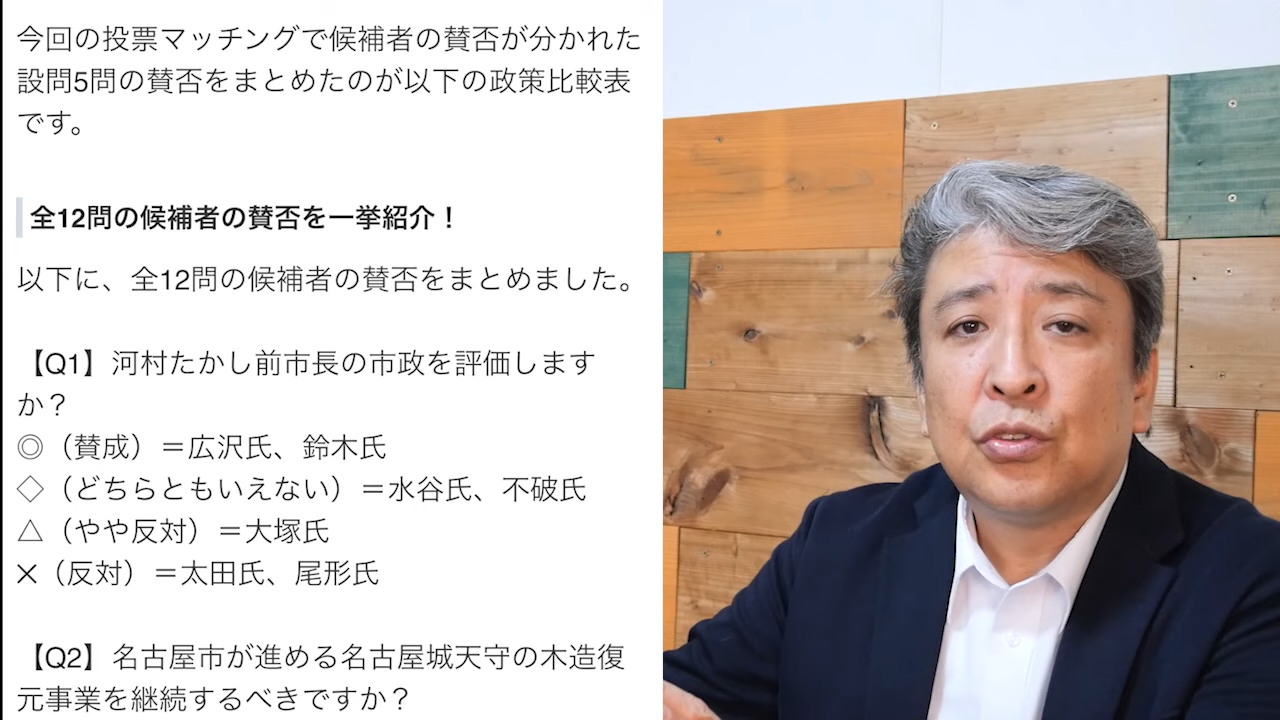 今回の投票マッチングで候補者の賛否が分かれた
設問5問の賛否をまとめたのが以下の政策比較表
です。
全12問の候補者の賛否を一挙紹介！
以下に、全12問の候補者の賛否をまとめました。
【Q1】河村たかし前市長の市政を評価します
か？
◎（賛成）＝広沢氏、鈴木氏
◇（どちらともいえない）＝水谷氏、不破氏
△（やや反対）＝大塚氏
✕（反対）＝太田氏、尾形氏
【Q2】名古屋市が進める名古屋城天守の木造復
元事業を継続するべきですか？